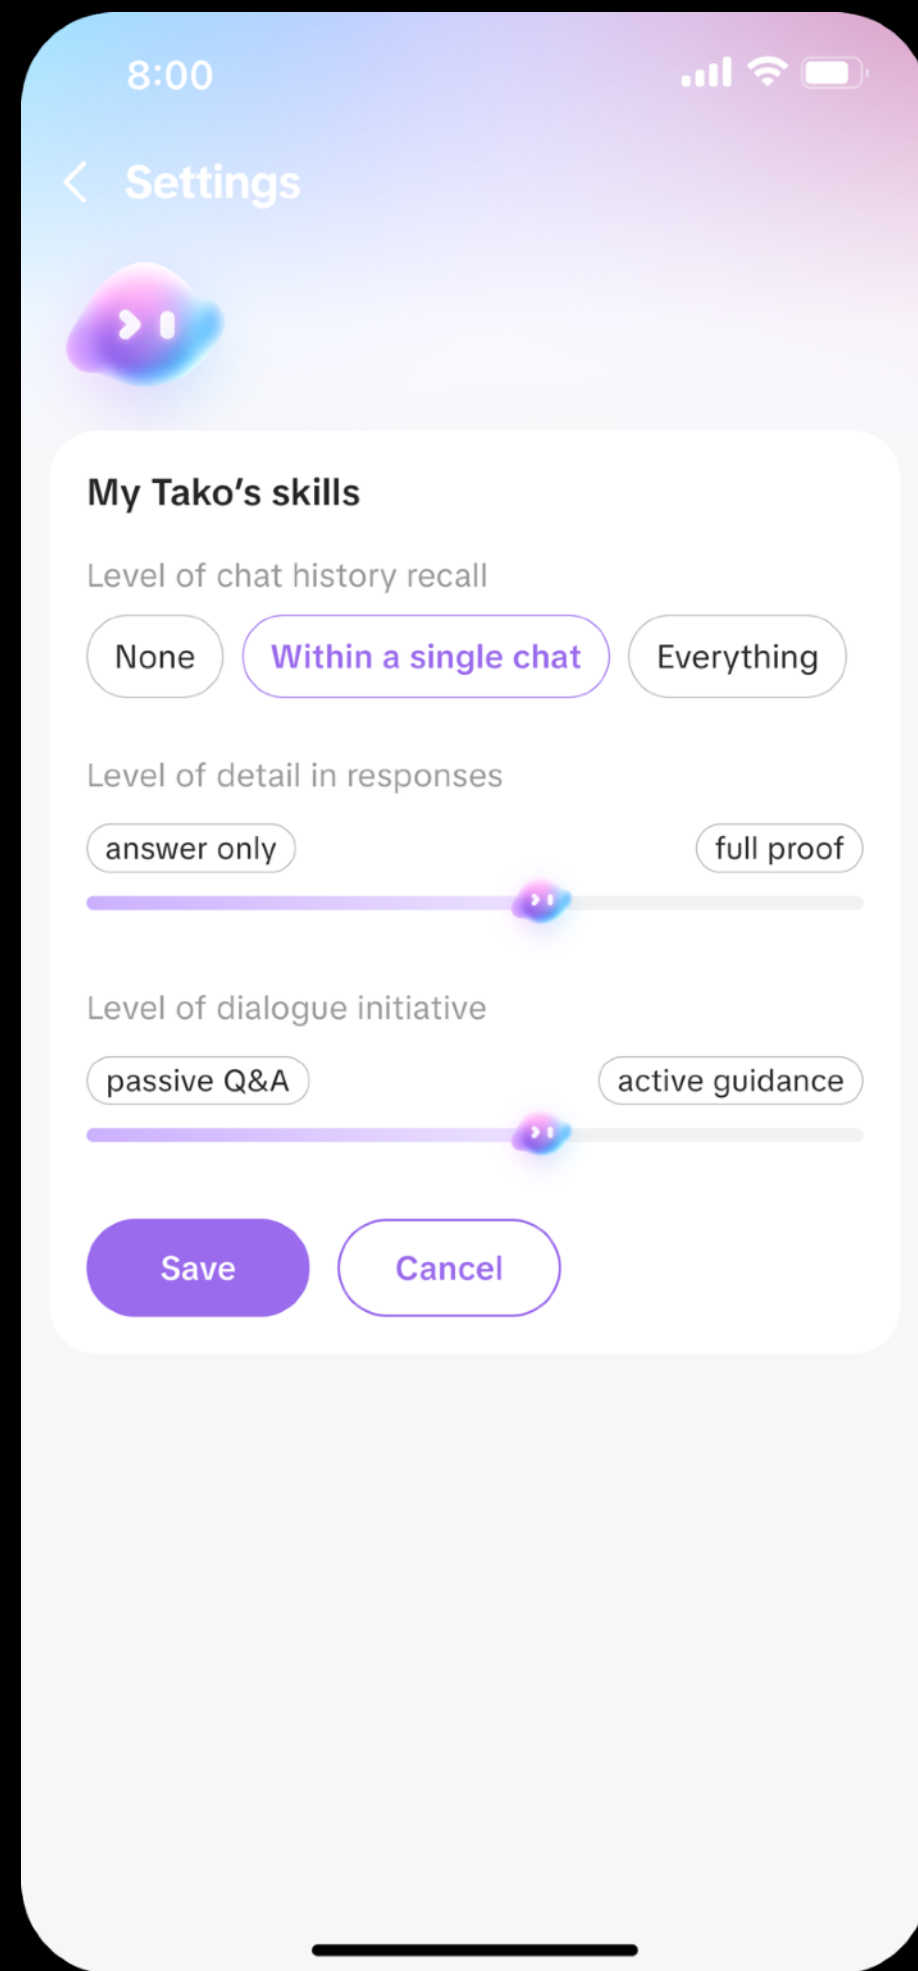 8:00
Settings
My Tako’s skills
Level of chat history recall
None Within a single chat Everything
Level of detail in responses
answer only full proof
Level of dialogue initiative
passive Q&A active guidance
Save Cancel